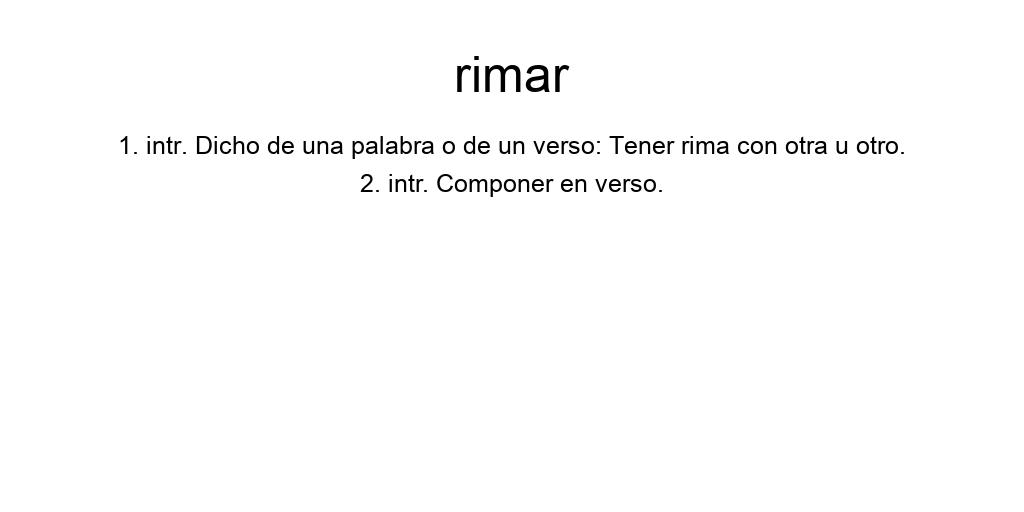 rimar
1. intr. Dicho de una palabra o de un verso: Tener rima con otra u otro.
2. intr. Componer en verso.